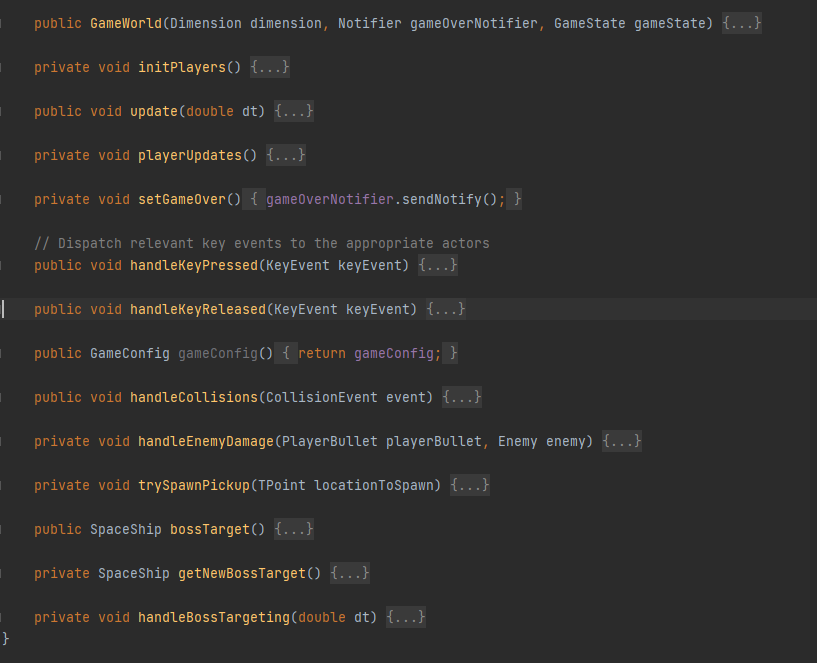 public GameWorld(Dimension dimension, Notifier gameOverNotifier, GameState gameState) {...}
private void initPlayers() {...}
public void update(double dt) {...}
private void playerUpdates() {...}
private void setGameOver() { gameOverNotifier.sendNotify(); }
// Dispatch relevant key events to the appropriate actors
public void handleKeyPressed(KeyEvent keyEvent) {...}
public void handleKeyReleased(KeyEvent keyEvent) {...}
public GameConfig gameConfig() { return gameConfig; }
public void handleCollisions(CollisionEvent event) {...}
private void handleEnemyDamage(PlayerBullet playerBullet, Enemy enemy) {...}
private void trySpawnPickup(TPoint locationToSpawn) {...}
public SpaceShip bossTarget() {...}
private SpaceShip getNewBossTarget() {...}
private void handleBossTargeting(double dt) {...}
}